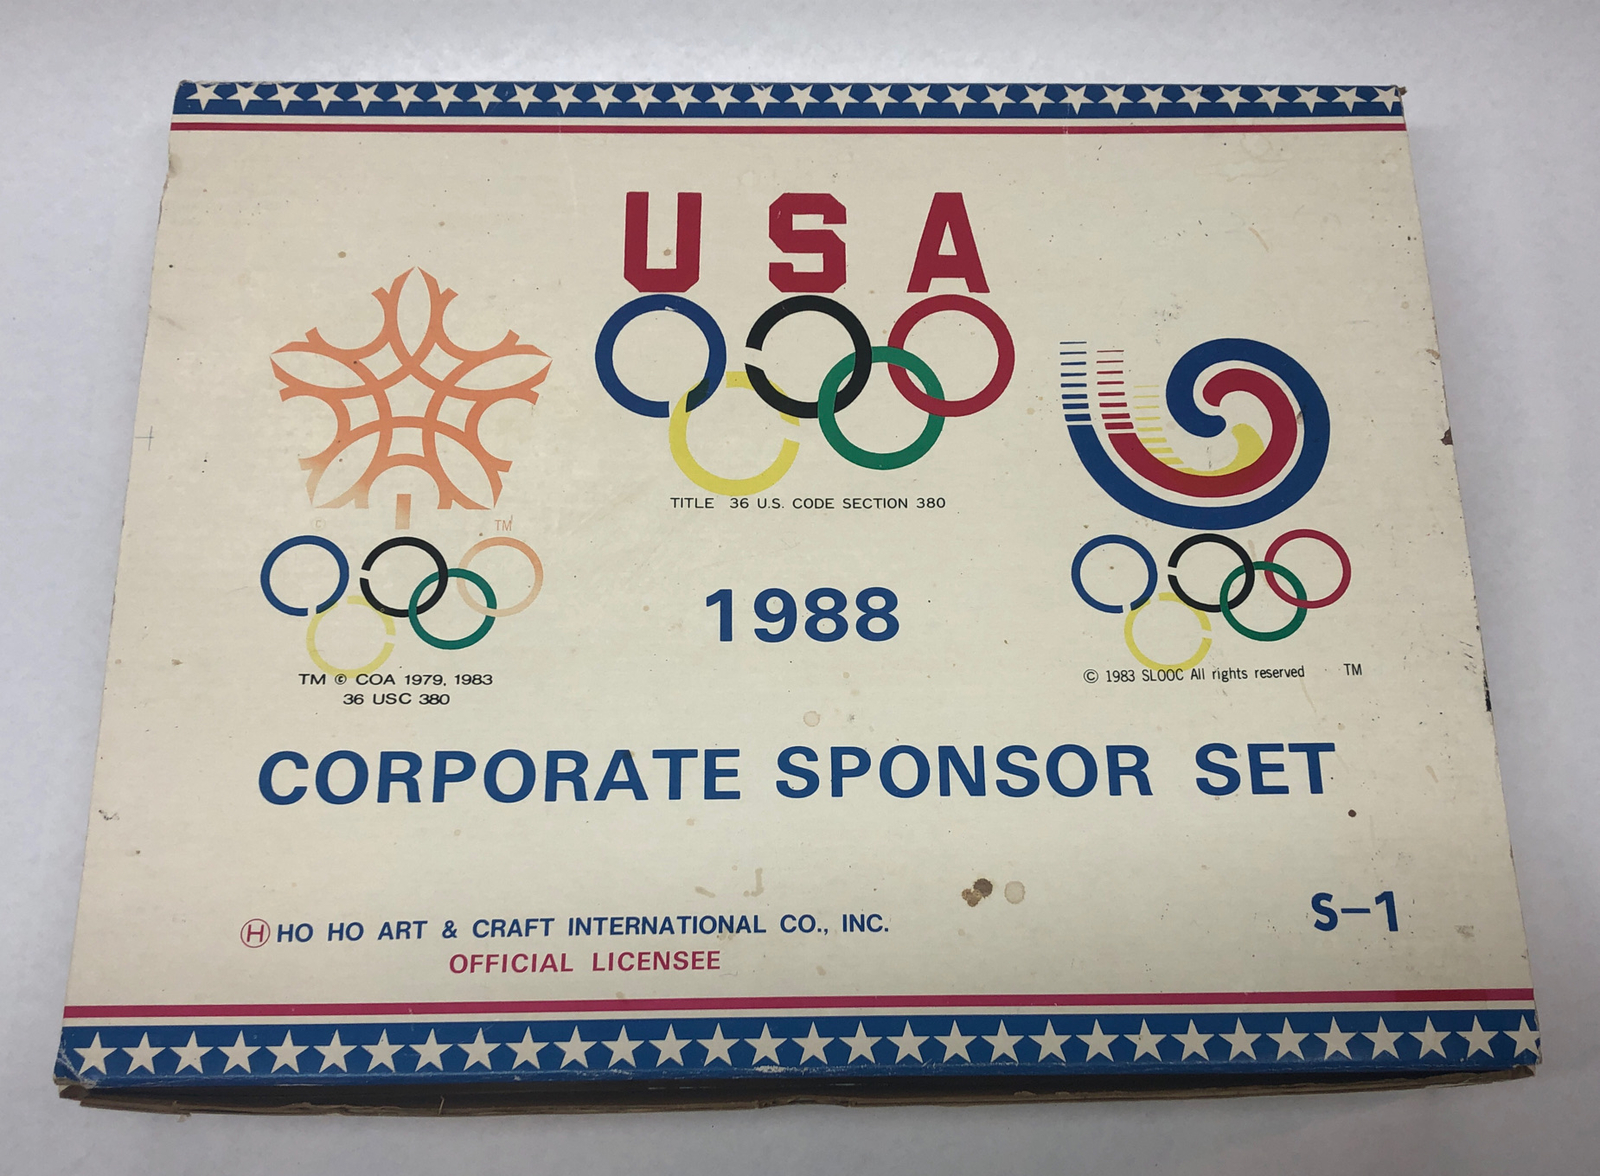 USA
TITLE 36 U.S. CODE SECTION 380
© TM
TM © COA 1979, 1983
36 USC 380
1988
© 1983 SLOOC All rights reserved TM
CORPORATE SPONSOR SET
H HO HO ART & CRAFT INTERNATIONAL CO., INC.
OFFICIAL LICENSEE
S-1